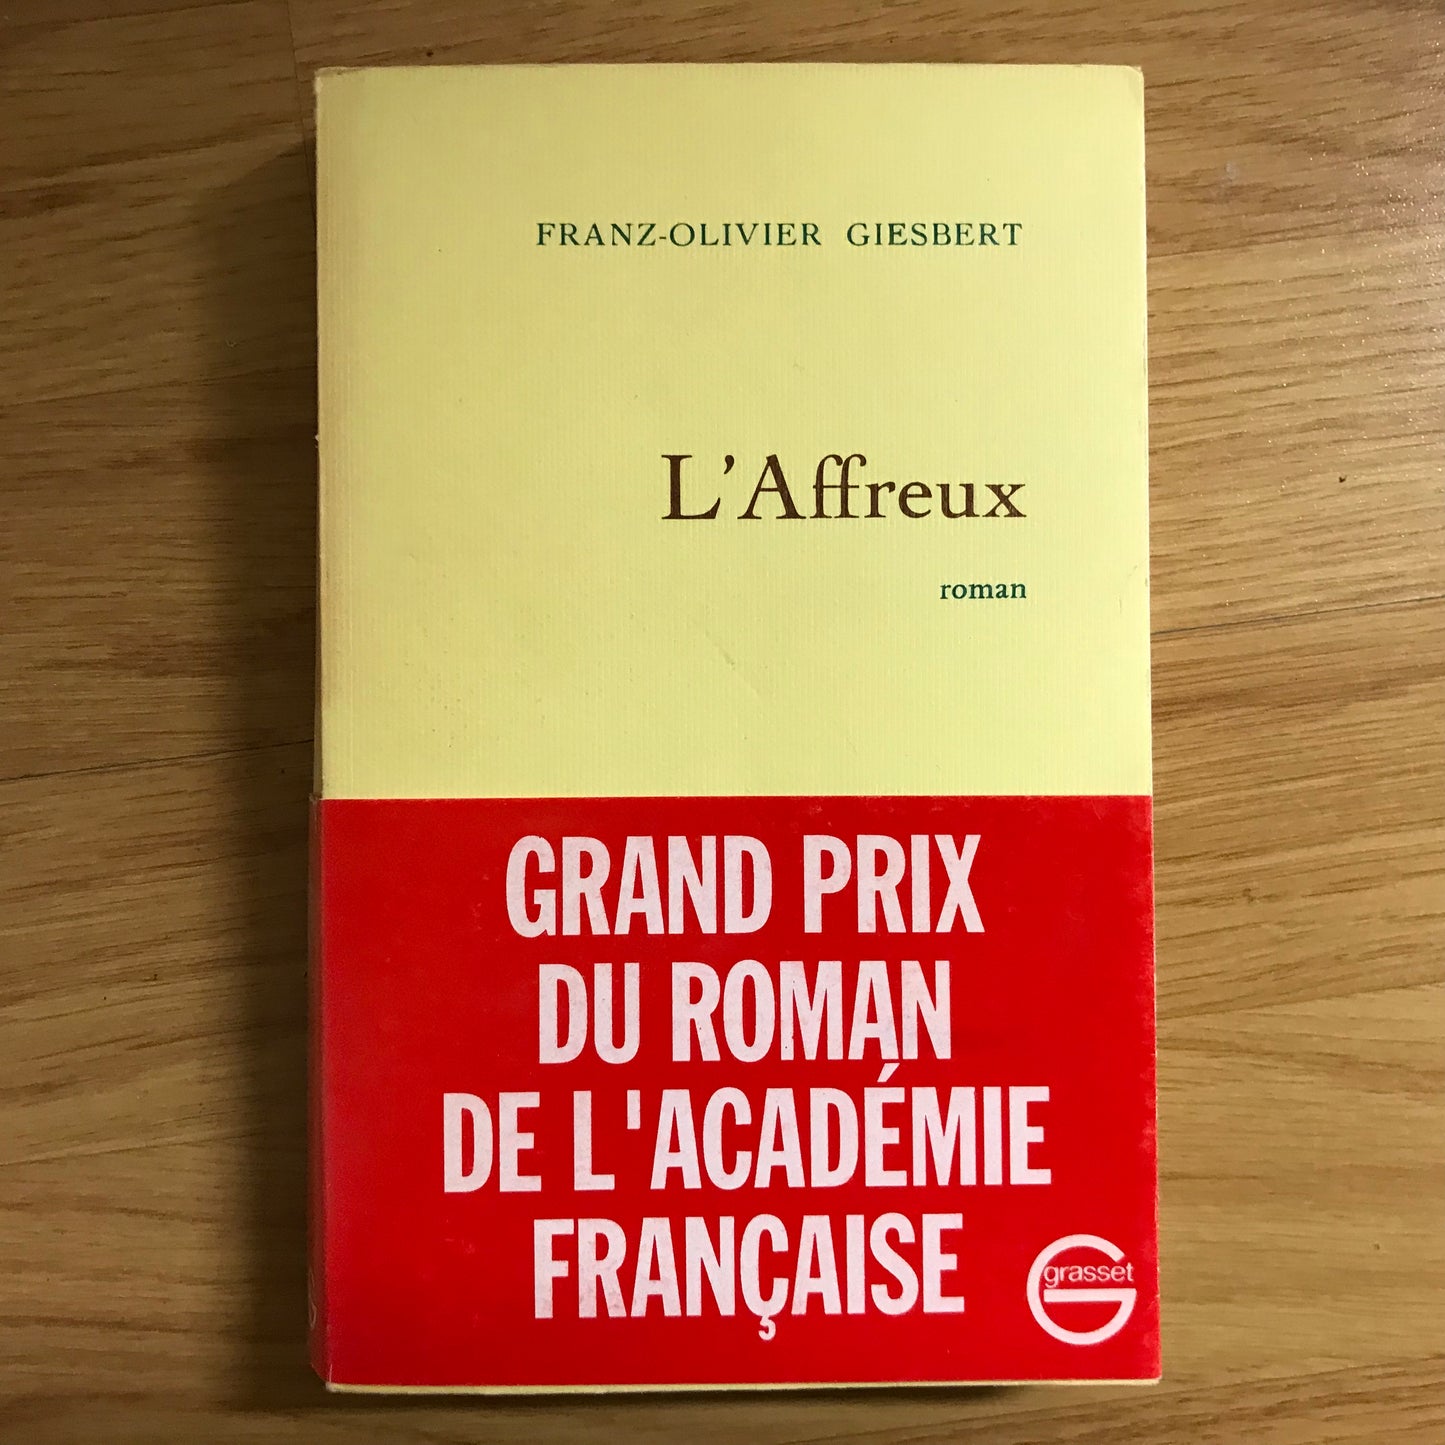 FRANZ-OLIVIER GIESBERT
L'Affreux
roman
GRAND PRIX
DU ROMAN
DE L'ACADÉMIE
FRANÇAISE
grasset